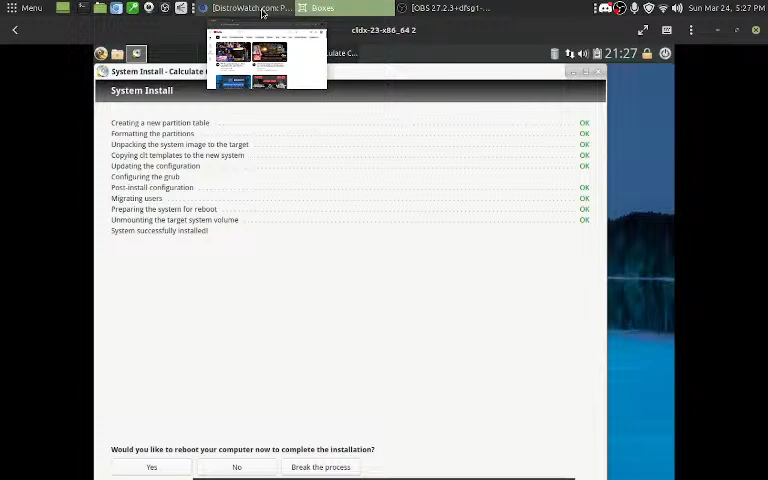 Menu
[DistroWatch.com: P...
Boxes
[OBS 27.2.3+dfsg1-...
Sun Mar 24, 5:27 PM
cldx-23-x86_64 2
culate C...
21:27
System Install - Calculate
System Install
Creating a new partition table OK
Formatting the partitions OK
Unpacking the system image to the target OK
Copying clt templates to the new system OK
Updating the configuration OK
Configuring the grub
Post-install configuration OK
Migrating users OK
Preparing the system for reboot OK
Unmounting the target system volume OK
System successfully installed!
Would you like to reboot your computer now to complete the installation?
Yes
No
Break the process